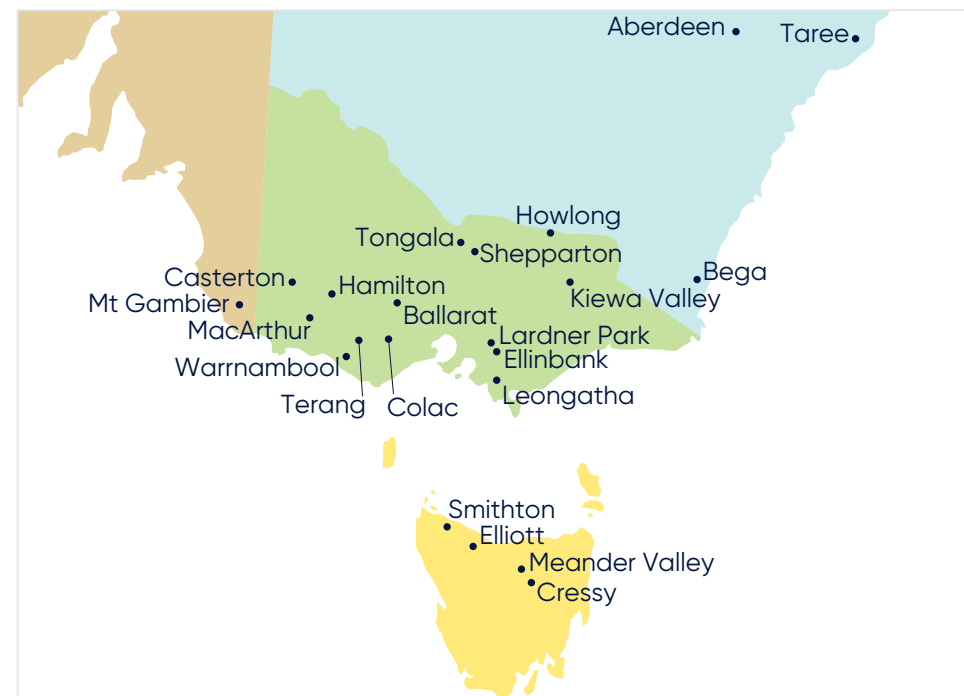 Aberdeen
Taree
Howlong
Tongala
Shepparton
Bega
Casterton
Hamilton
Kiewa Valley
Mt Gambier
Ballarat
MacArthur
Lardner Park
Ellinbank
Warrnambool
Leongatha
Terang
Colac
Smithton
Elliott
Meander Valley
Cressy